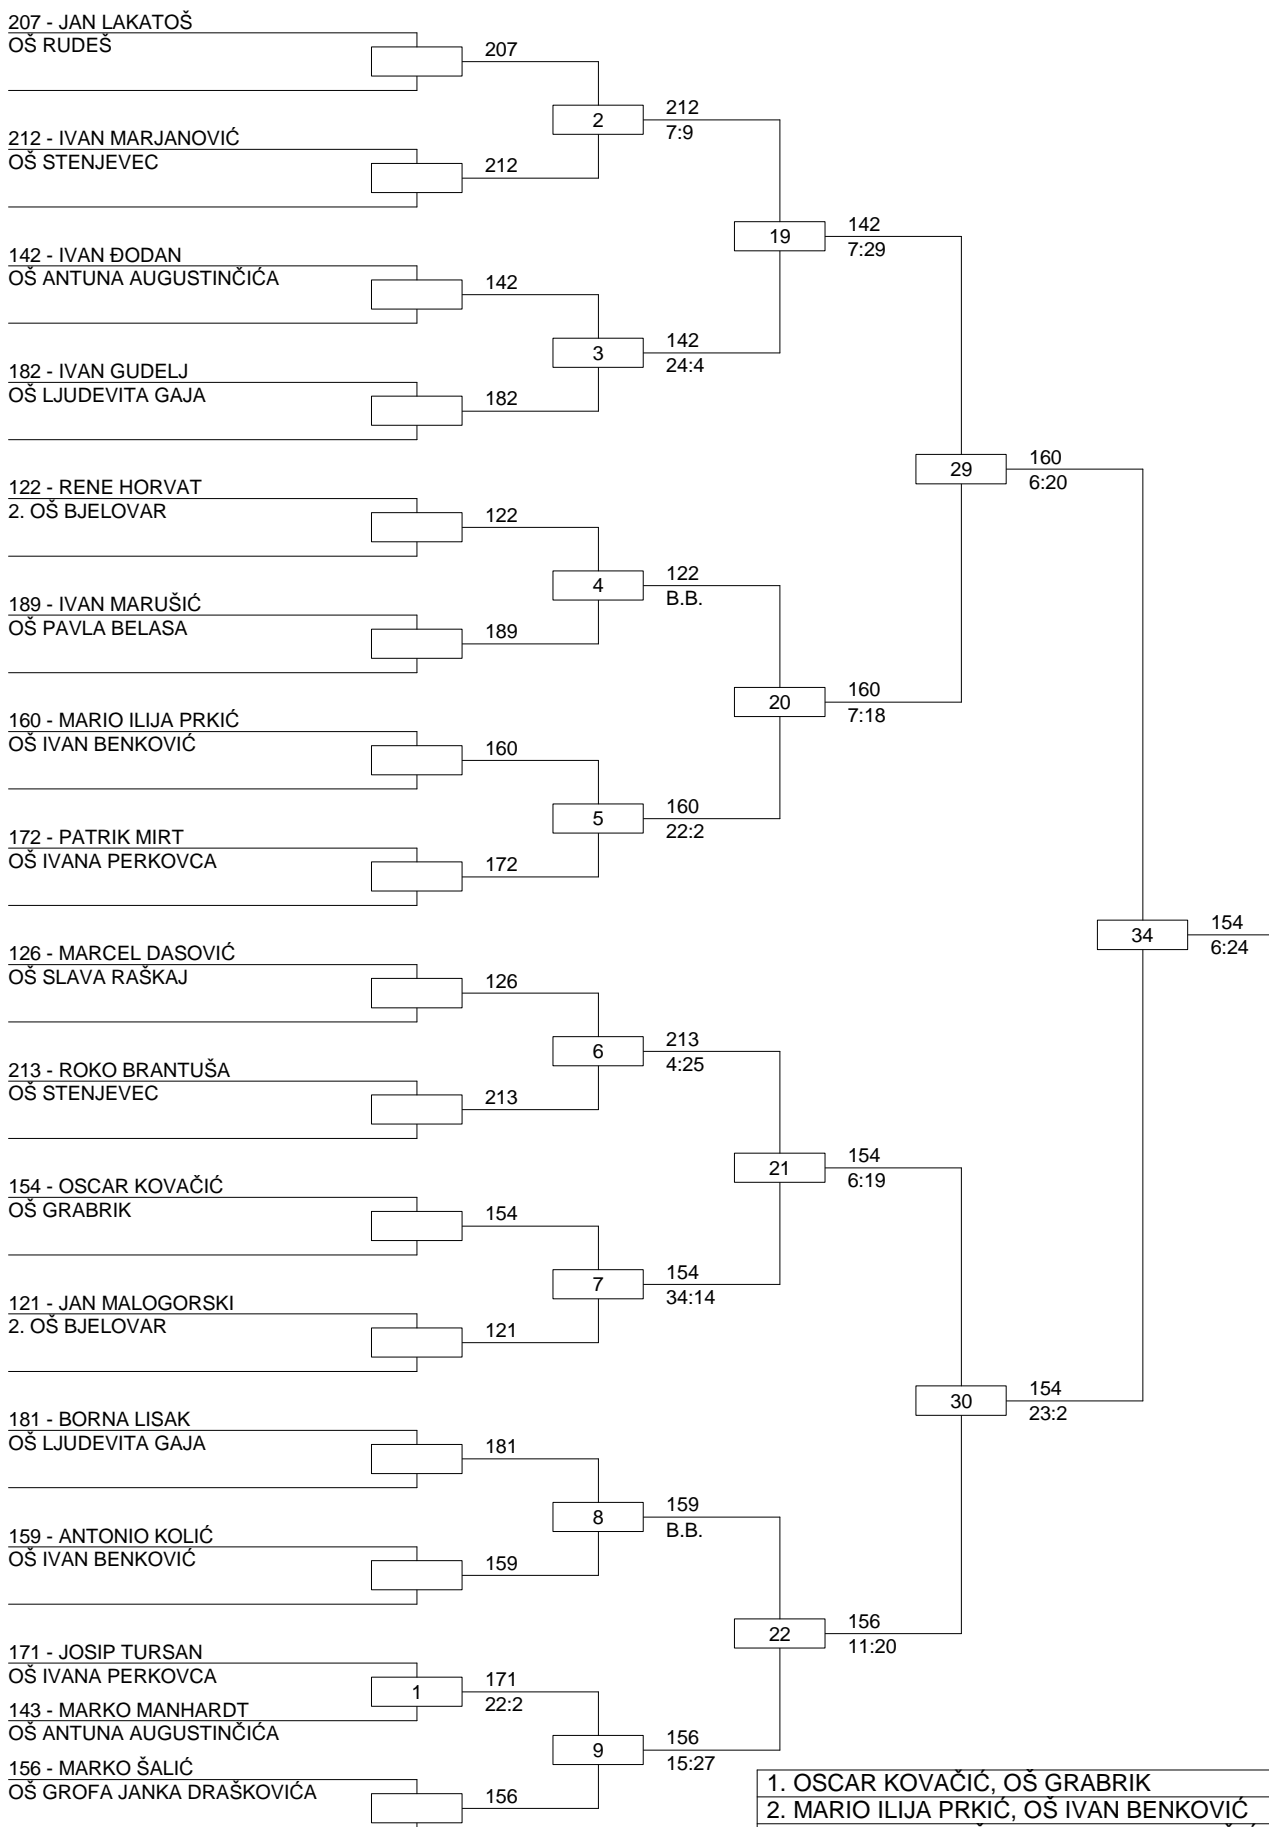 207 - JAN LAKATOŠ
OŠ RUDEŠ
207
2
212
7:9
212 - IVAN MARJANOVIĆ
OŠ STENJEVEC
212
19
142
7:29
142 - IVAN ĐODAN
OŠ ANTUNA AUGUSTINČIĆA
142
3
142
24:4
182 - IVAN GUDELJ
OŠ LJUDEVITA GAJA
182
29
160
6:20
122 - RENE HORVAT
2. OŠ BJELOVAR
122
4
122
B.B.
189 - IVAN MARUŠIĆ
OŠ PAVLA BELASA
189
20
160
7:18
160 - MARIO ILIJA PRKIĆ
OŠ IVAN BENKOVIĆ
160
5
160
22:2
172 - PATRIK MIRT
OŠ IVANA PERKOVCA
172
34
154
6:24
126 - MARCEL DASOVIĆ
OŠ SLAVA RAŠKAJ
126
6
213
4:25
213 - ROKO BRANTUŠA
OŠ STENJEVEC
213
21
154
6:19
154 - OSCAR KOVAČIĆ
OŠ GRABRIK
154
7
154
34:14
121 - JAN MALOGORSKI
2. OŠ BJELOVAR
121
30
154
23:2
181 - BORNA LISAK
OŠ LJUDEVITA GAJA
181
8
159
B.B.
159 - ANTONIO KOLIĆ
OŠ IVAN BENKOVIĆ
159
22
156
11:20
171 - JOSIP TURSAN
OŠ IVANA PERKOVCA
1
171
22:2
143 - MARKO MANHARDT
OŠ ANTUNA AUGUSTINČIĆA
9
156
15:27
156 - MARKO ŠALIĆ
OŠ GROFA JANKA DRAŠKOVIĆA
156
1. OSCAR KOVAČIĆ, OŠ GRABRIK
2. MARIO ILIJA PRKIĆ, OŠ IVAN BENKOVIĆ